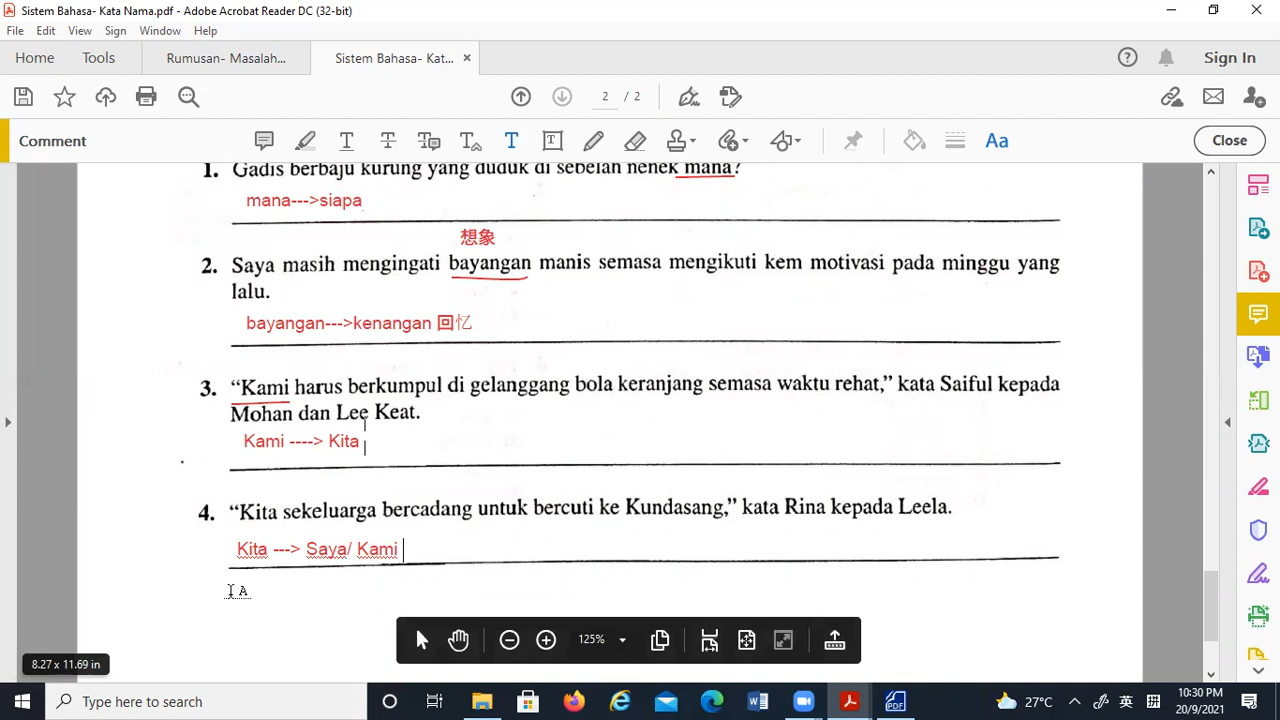 Sistem Bahasa- Kata Nama.pdf - Adobe Acrobat Reader DC (32-bit)
File Edit View Sign Window Help
Home Tools Rumusan- Masalah... Sistem Bahasa- Kat... × Sign In
2 / 2
Comment Close
1. Gadis berbaju kurung yang duduk di sebelah nenek mana?
mana--->siapa
想象
2. Saya masih mengingati bayangan manis semasa mengikuti kem motivasi pada minggu yang
lalu.
bayangan--->kenangan 回忆
3. “Kami harus berkumpul di gelanggang bola keranjang semasa waktu rehat,” kata Saiful kepada
Mohan dan Lee Keat.
Kami ----> Kita
4. “Kita sekeluarga bercadang untuk bercuti ke Kundasang,” kata Rina kepada Leela.
Kita ---> Saya/ Kami
A
125%
8.27 x 11.69 in
Type here to search
27°C 英 拼 10:30 PM
20/9/2021